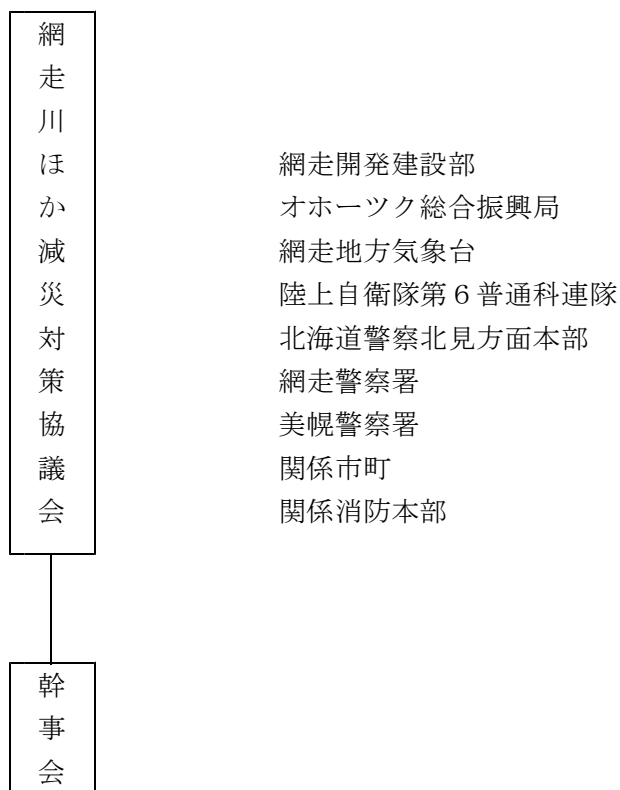 網走川ほか減災対策協議会
網走開発建設部
オホーツク総合振興局
網走地方気象台
陸上自衛隊第６普通科連隊
北海道警察北見方面本部
網走警察署
美幌警察署
関係市町
関係消防本部
幹事会